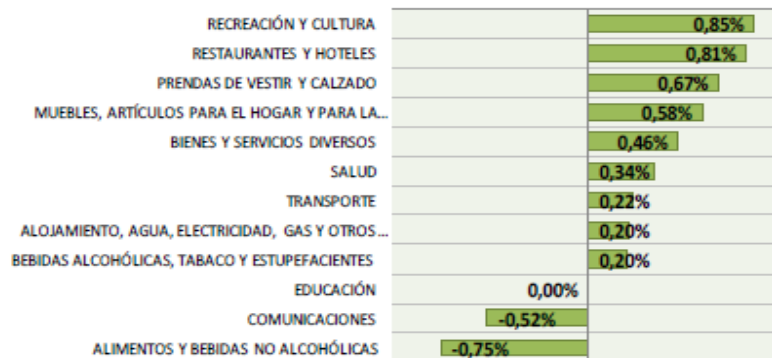 RECREACIÓN Y CULTURA 0,85%
RESTAURANTES Y HOTELES 0,81%
PRENDAS DE VESTIR Y CALZADO 0,67%
MUEBLES, ARTÍCULOS PARA EL HOGAR Y PARA LA... 0,58%
BIENES Y SERVICIOS DIVERSOS 0,46%
SALUD 0,34%
TRANSPORTE 0,22%
ALOJAMIENTO, AGUA, ELECTRICIDAD, GAS Y OTROS... 0,20%
BEBIDAS ALCOHÓLICAS, TABACO Y ESTUPEFACIENTES 0,20%
EDUCACIÓN 0,00%
COMUNICACIONES -0,52%
ALIMENTOS Y BEBIDAS NO ALCOHÓLICAS -0,75%